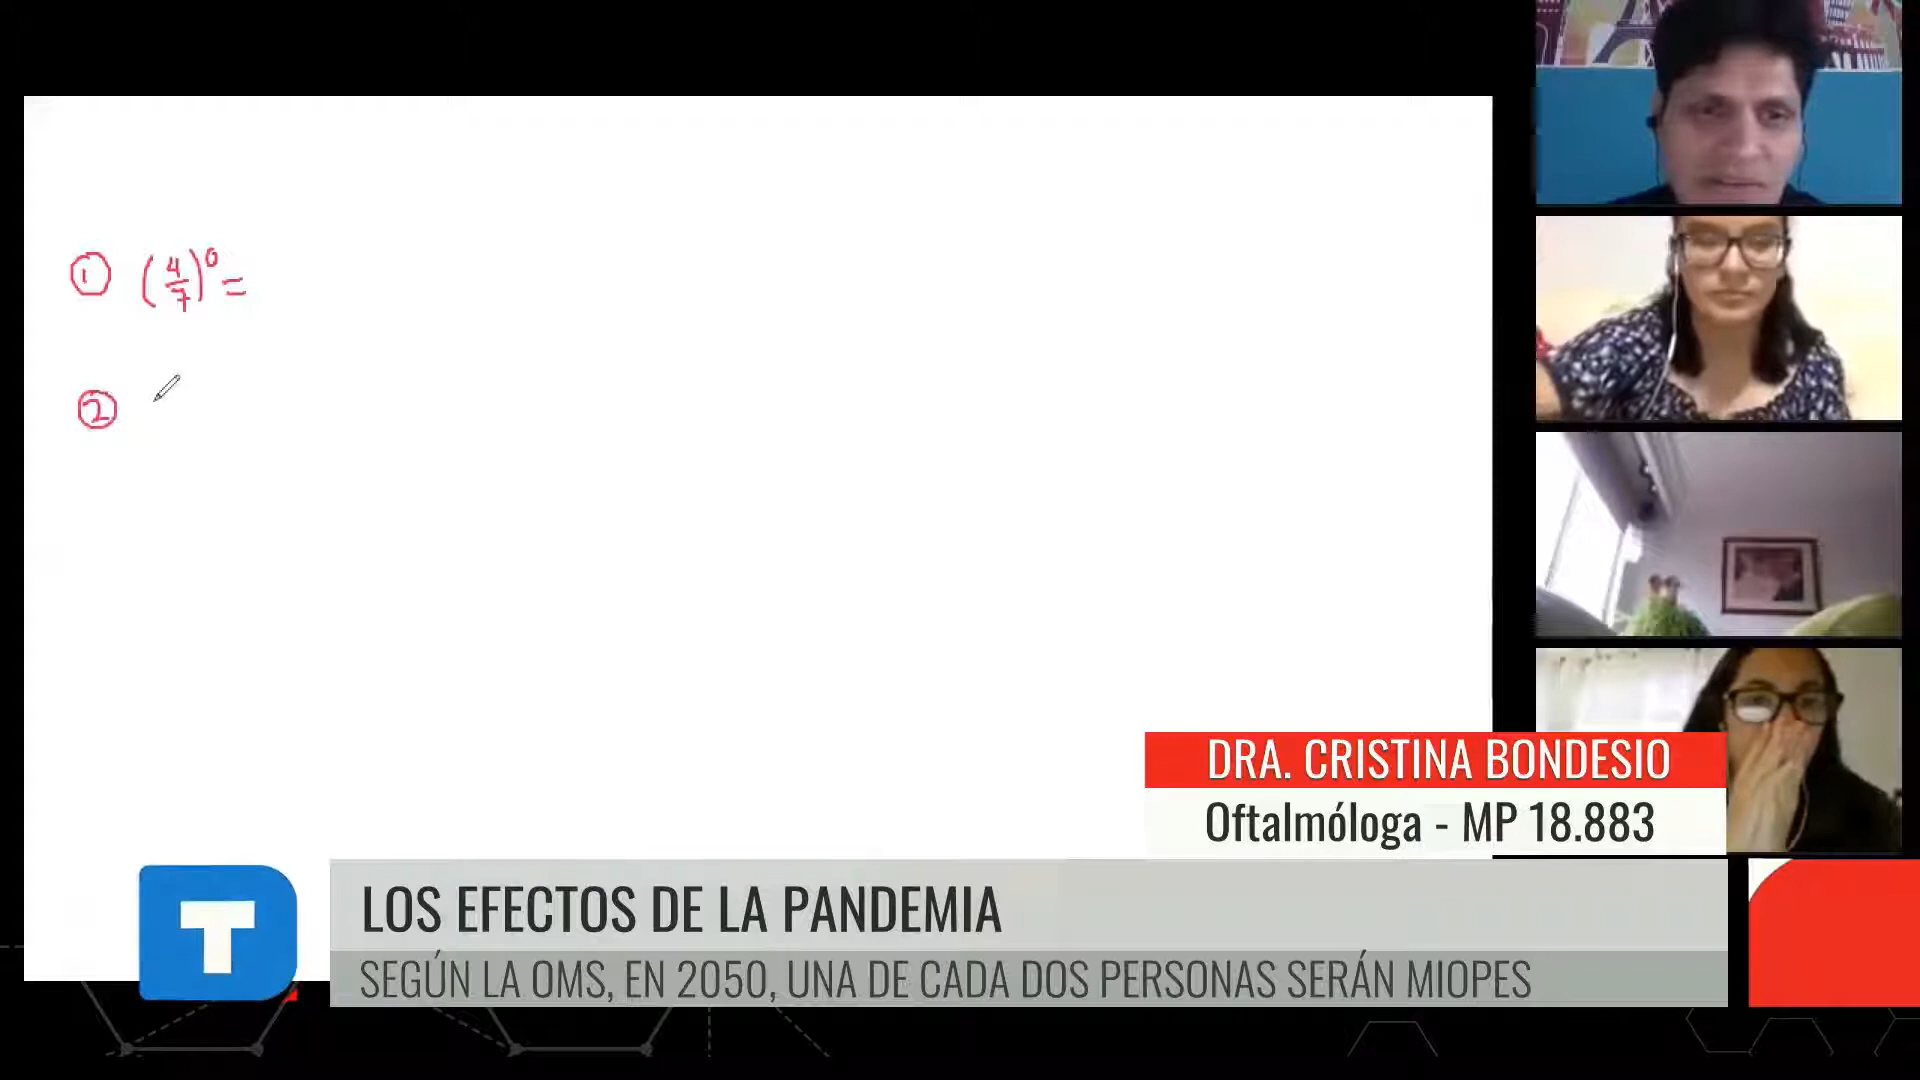 ① (4/7)⁰ =
②
DRA. CRISTINA BONDESIO
Oftalmóloga - MP 18.883
T
LOS EFECTOS DE LA PANDEMIA
SEGÚN LA OMS, EN 2050, UNA DE CADA DOS PERSONAS SERÁN MIOPES